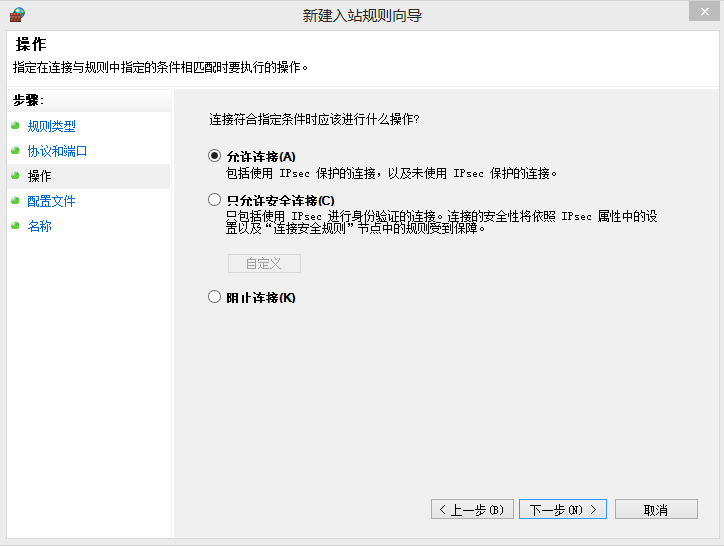 新建入站规则向导
操作
指定在连接与规则中指定的条件相匹配时要执行的操作。
步骤:
规则类型
协议和端口
操作
配置文件
名称
连接符合指定条件时应该进行什么操作?
允许连接(A)
包括使用 IPsec 保护的连接，以及未使用 IPsec 保护的连接。
只允许安全连接(C)
只包括使用 IPsec 进行身份验证的连接。连接的安全性将依照 IPsec 属性中的设
置以及“连接安全规则”节点中的规则受到保障。
自定义
阻止连接(K)
< 上一步(B)
下一步(N) >
取消